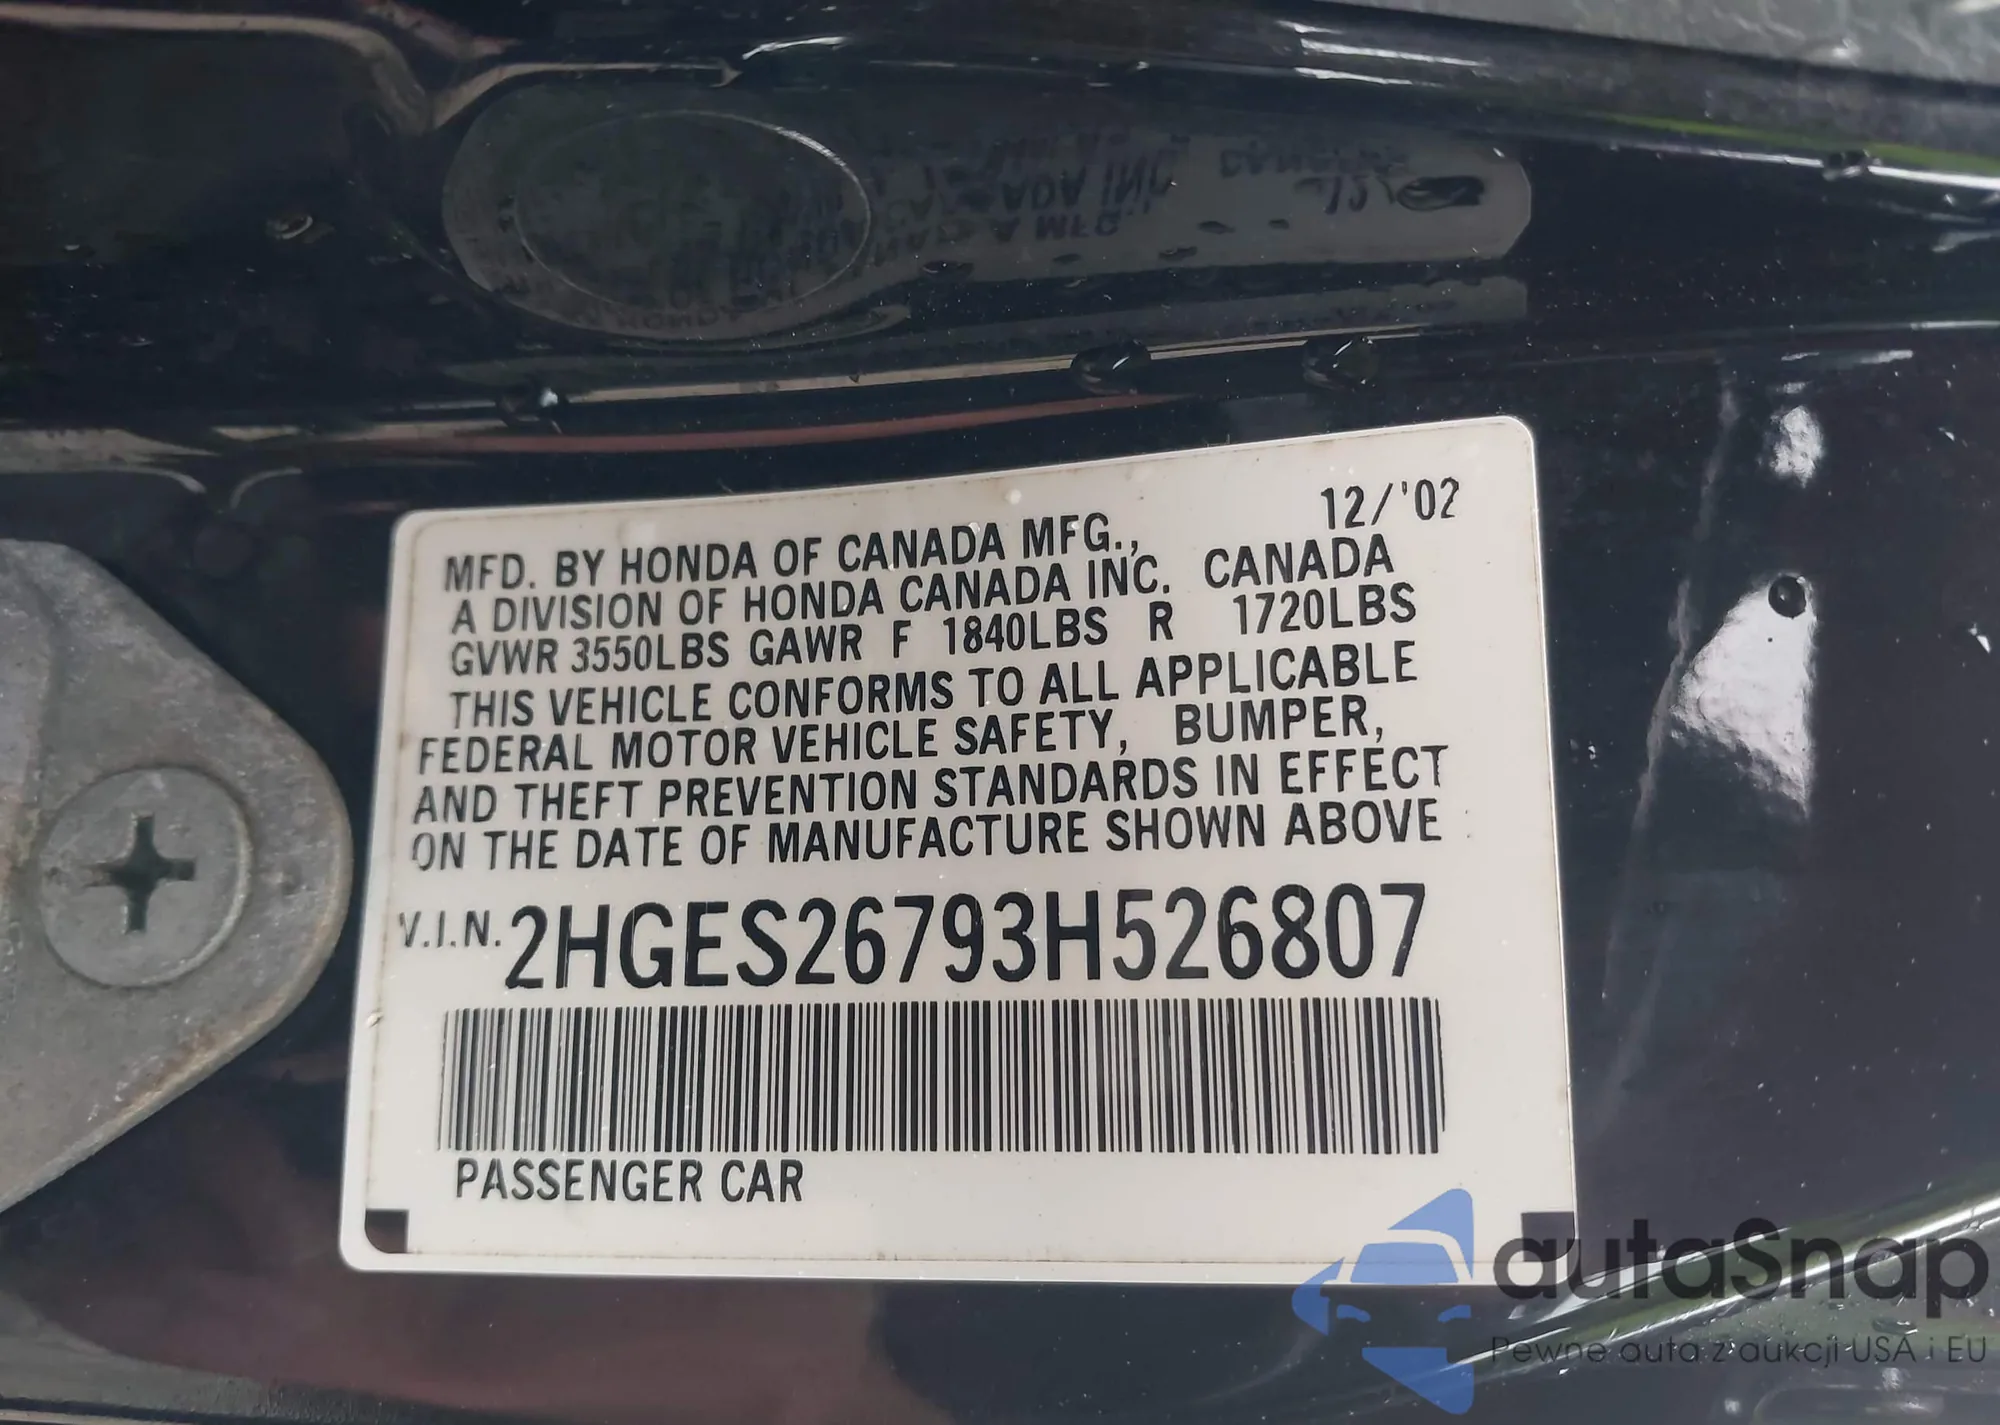 12/'02
MFD. BY HONDA OF CANADA MFG.,
A DIVISION OF HONDA CANADA INC. CANADA
GVWR 3550LBS GAWR F 1840LBS R 1720LBS
THIS VEHICLE CONFORMS TO ALL APPLICABLE
FEDERAL MOTOR VEHICLE SAFETY, BUMPER,
AND THEFT PREVENTION STANDARDS IN EFFECT
ON THE DATE OF MANUFACTURE SHOWN ABOVE
V.I.N. 2HGES26793H526807
PASSENGER CAR
autaSnap
Pewne auta z aukcji USA i EU